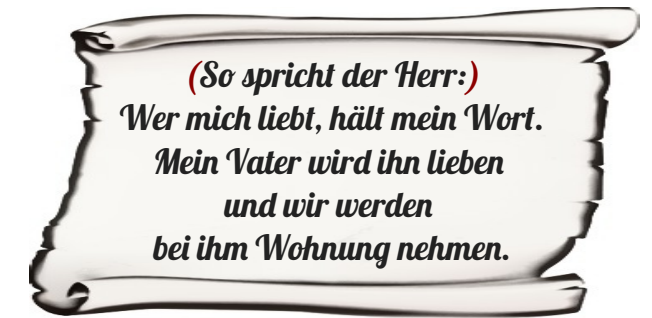 (So spricht der Herr:)
Wer mich liebt, hält mein Wort.
Mein Vater wird ihn lieben
und wir werden
bei ihm Wohnung nehmen.